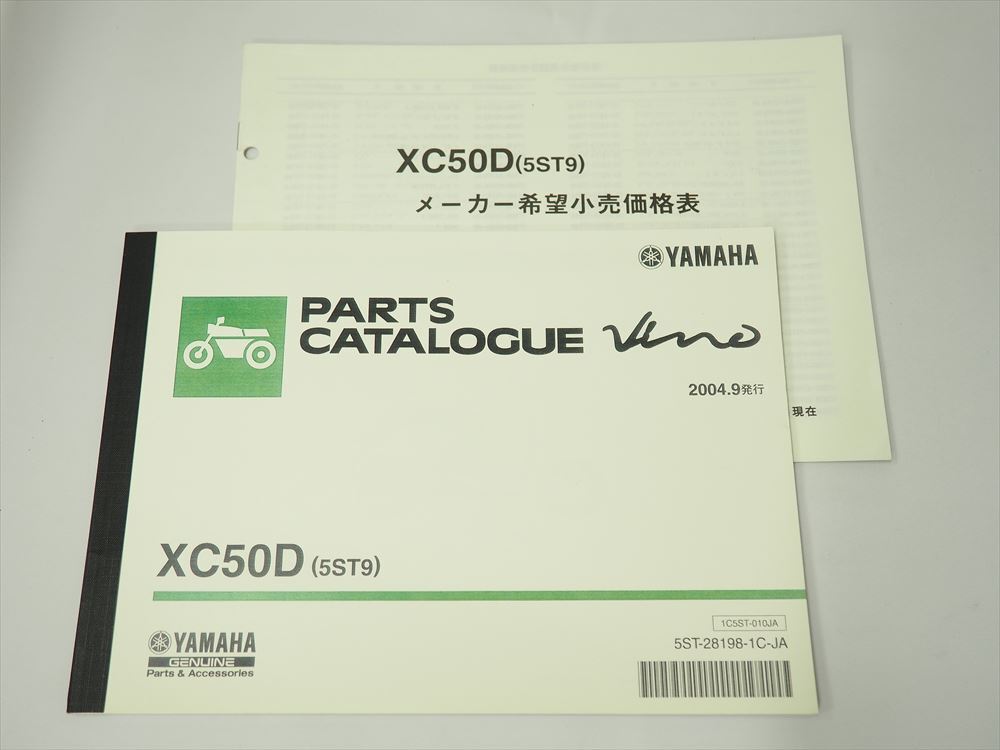 XC50D(5ST9)
メーカー希望小売価格表
現在
YAMAHA
PARTS
CATALOGUE Vino
2004.9発行
XC50D (5ST9)
1C5ST-010JA
5ST-28198-1C-JA
YAMAHA
GENUINE
Parts & Accessories